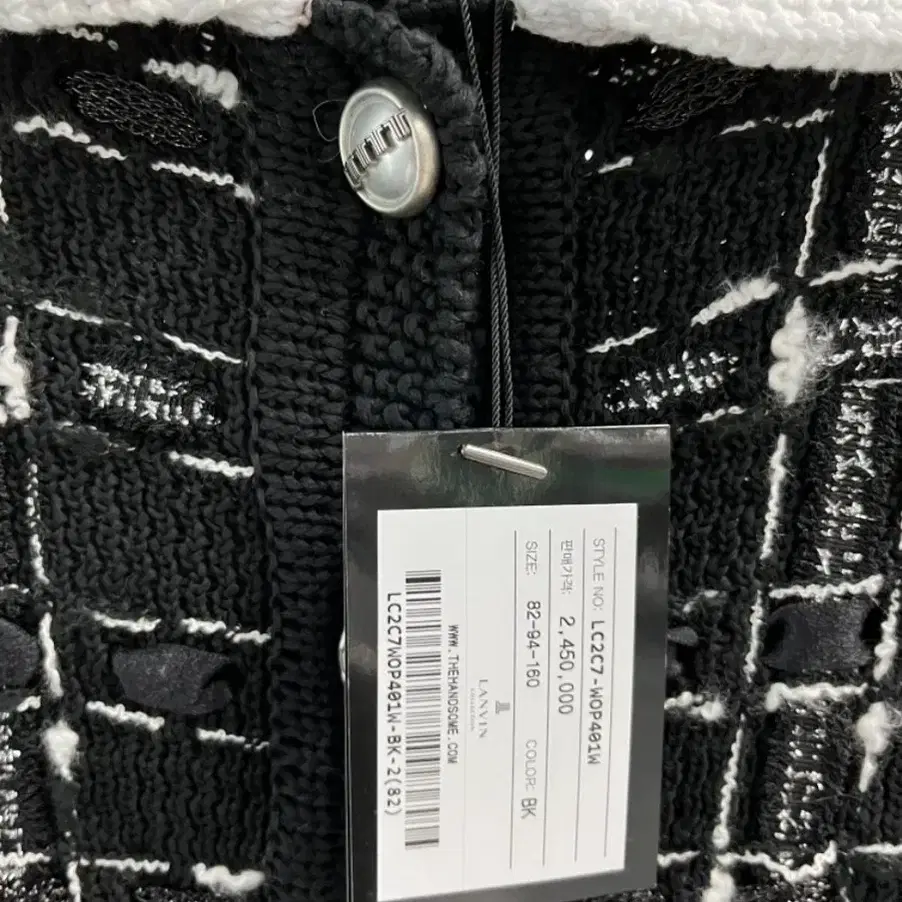 STYLE NO: LC2C7-WOP401W
판매가격: 2,450,000
SIZE: 82-94-160 COLOR: BK
LANVIN
COLLECTION
WWW.THEHANDSOME.COM
LC2C7WOP401W-BK-2(82)